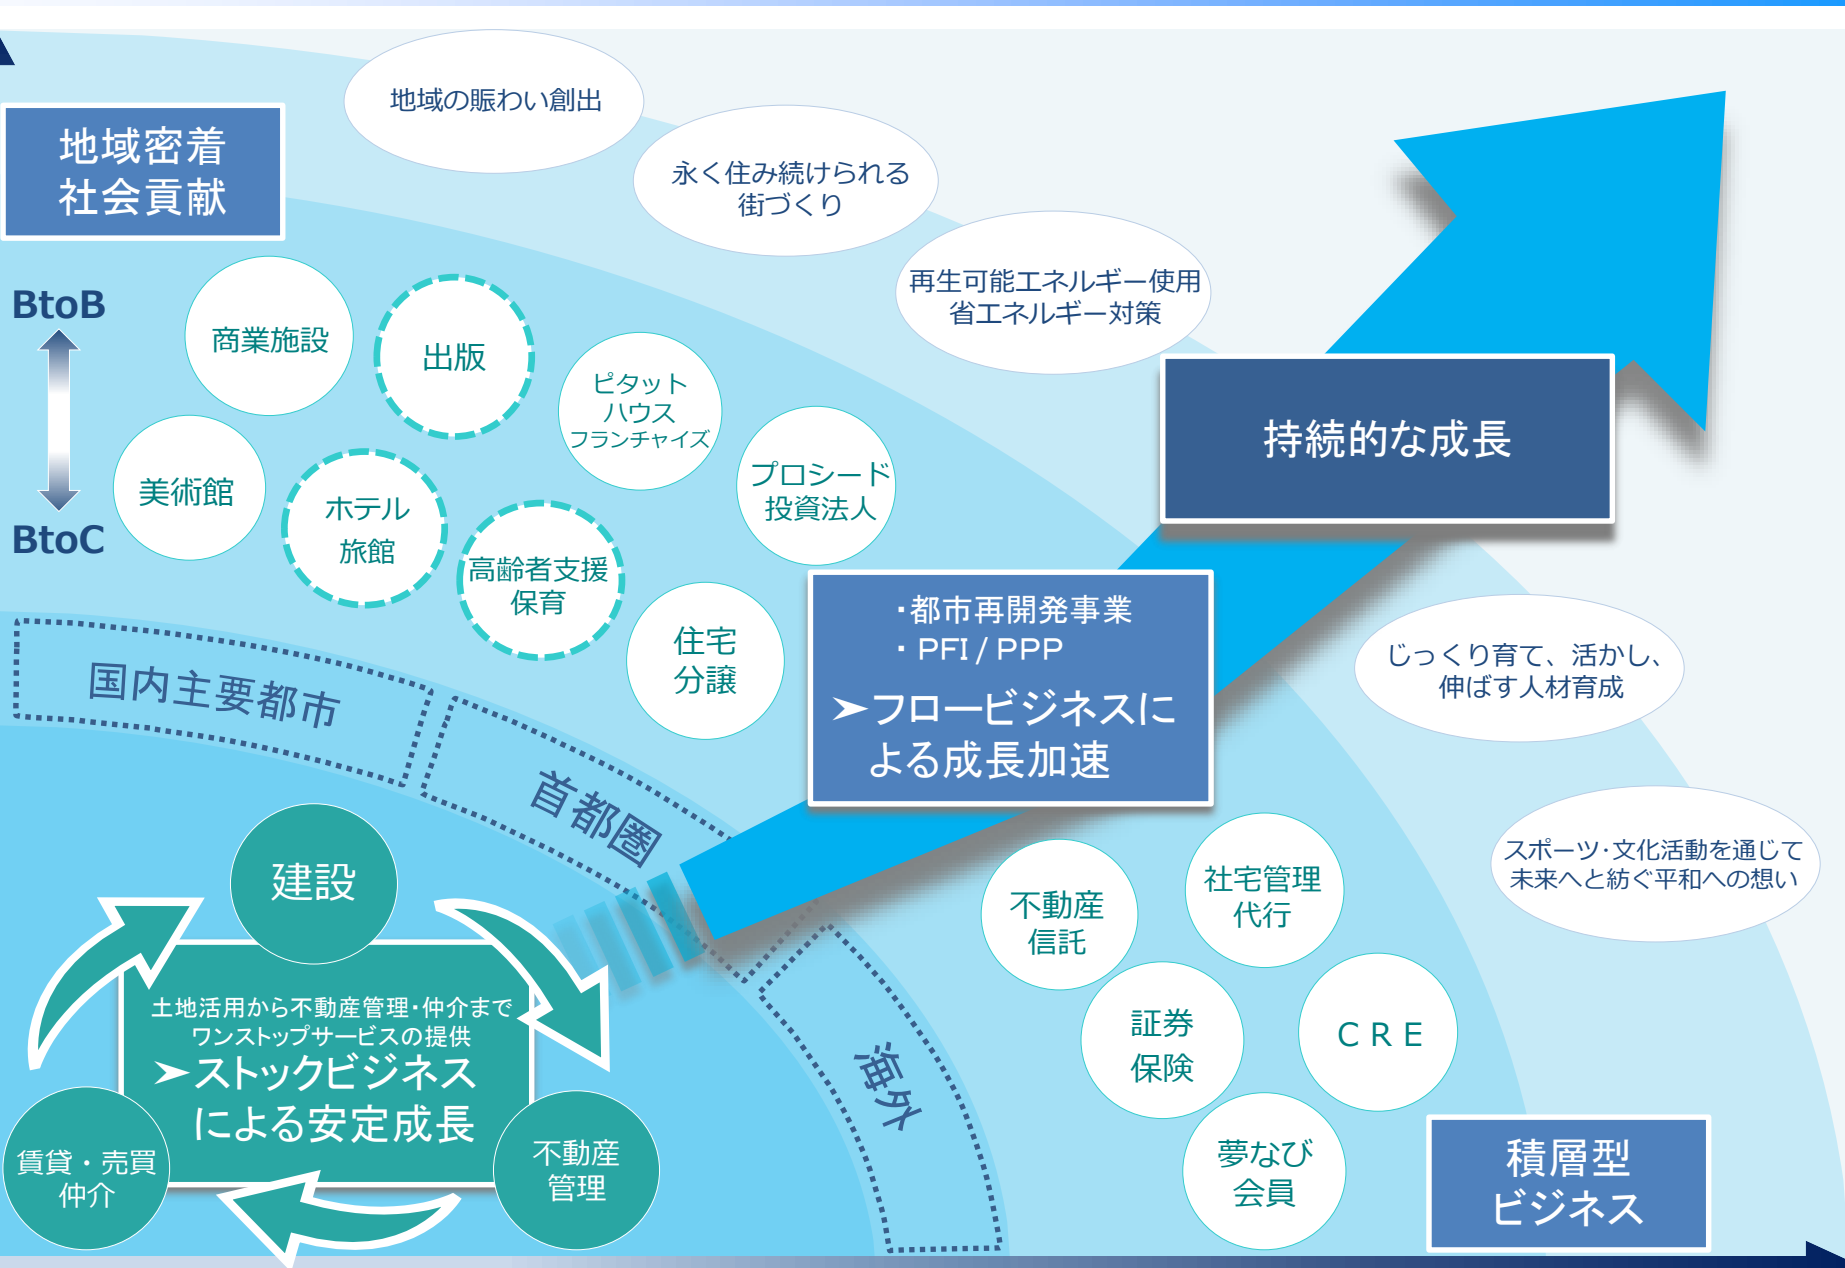 地域の賑わい創出
地域密着
社会貢献
永く住み続けられる
街づくり
再生可能エネルギー使用
省エネルギー対策
BtoB
BtoC
商業施設
出版
ピタット
ハウス
フランチャイズ
プロシード
投資法人
美術館
ホテル
旅館
高齢者支援
保育
住宅
分譲
持続的な成長
・都市再開発事業
・PFI / PPP
➤フロービジネスに
よる成長加速
じっくり育て、活かし、
伸ばす人材育成
スポーツ・文化活動を通じて
未来へと紡ぐ平和への想い
国内主要都市
首都圏
海外
建設
土地活用から不動産管理・仲介まで
ワンストップサービスの提供
➤ストックビジネス
による安定成長
賃貸・売買
仲介
不動産
管理
不動産
信託
社宅管理
代行
証券
保険
CRE
夢なび
会員
積層型
ビジネス